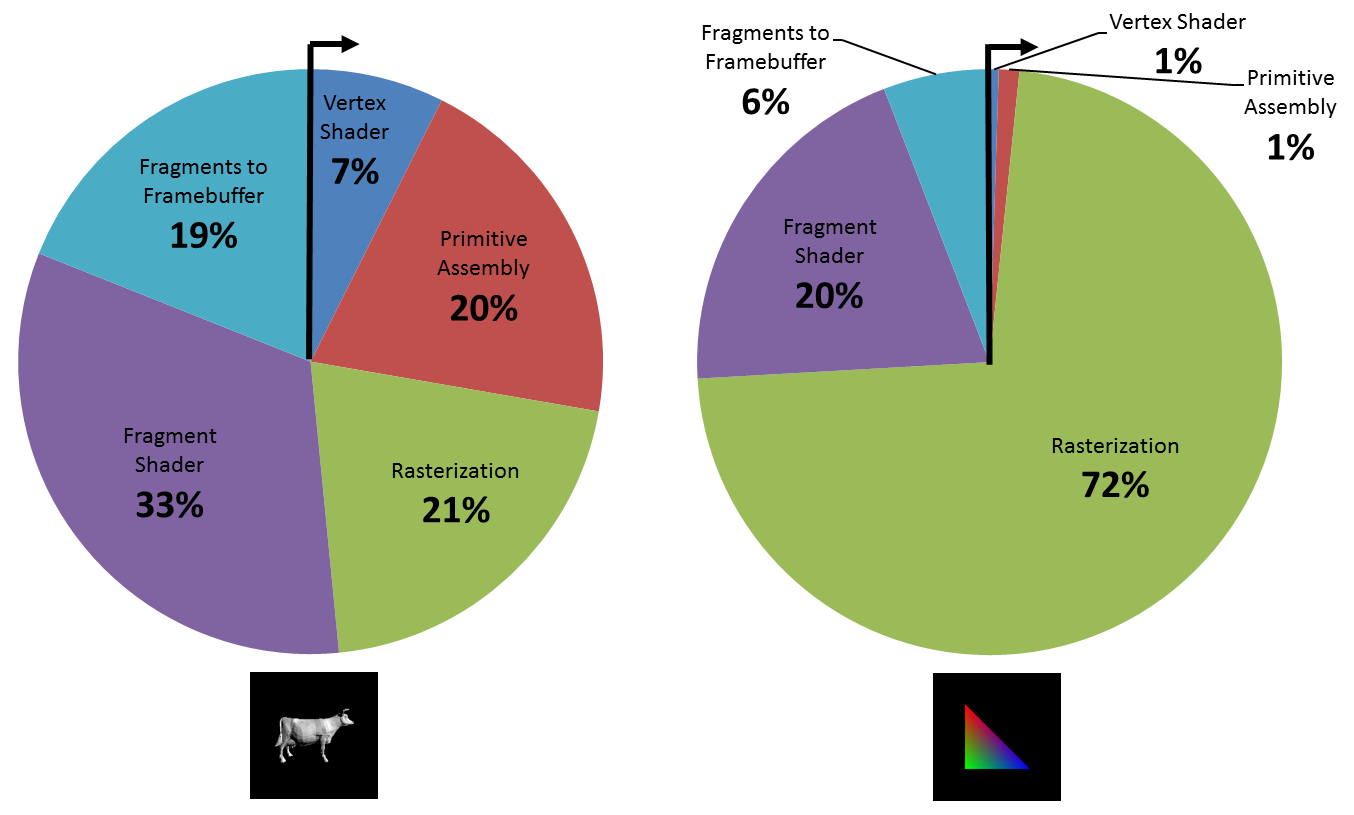 Vertex
Shader
7%
Primitive
Assembly
20%
Rasterization
21%
Fragment
Shader
33%
Fragments to
Framebuffer
19%
Vertex Shader
1%
Primitive
Assembly
1%
Rasterization
72%
Fragment
Shader
20%
Fragments to
Framebuffer
6%